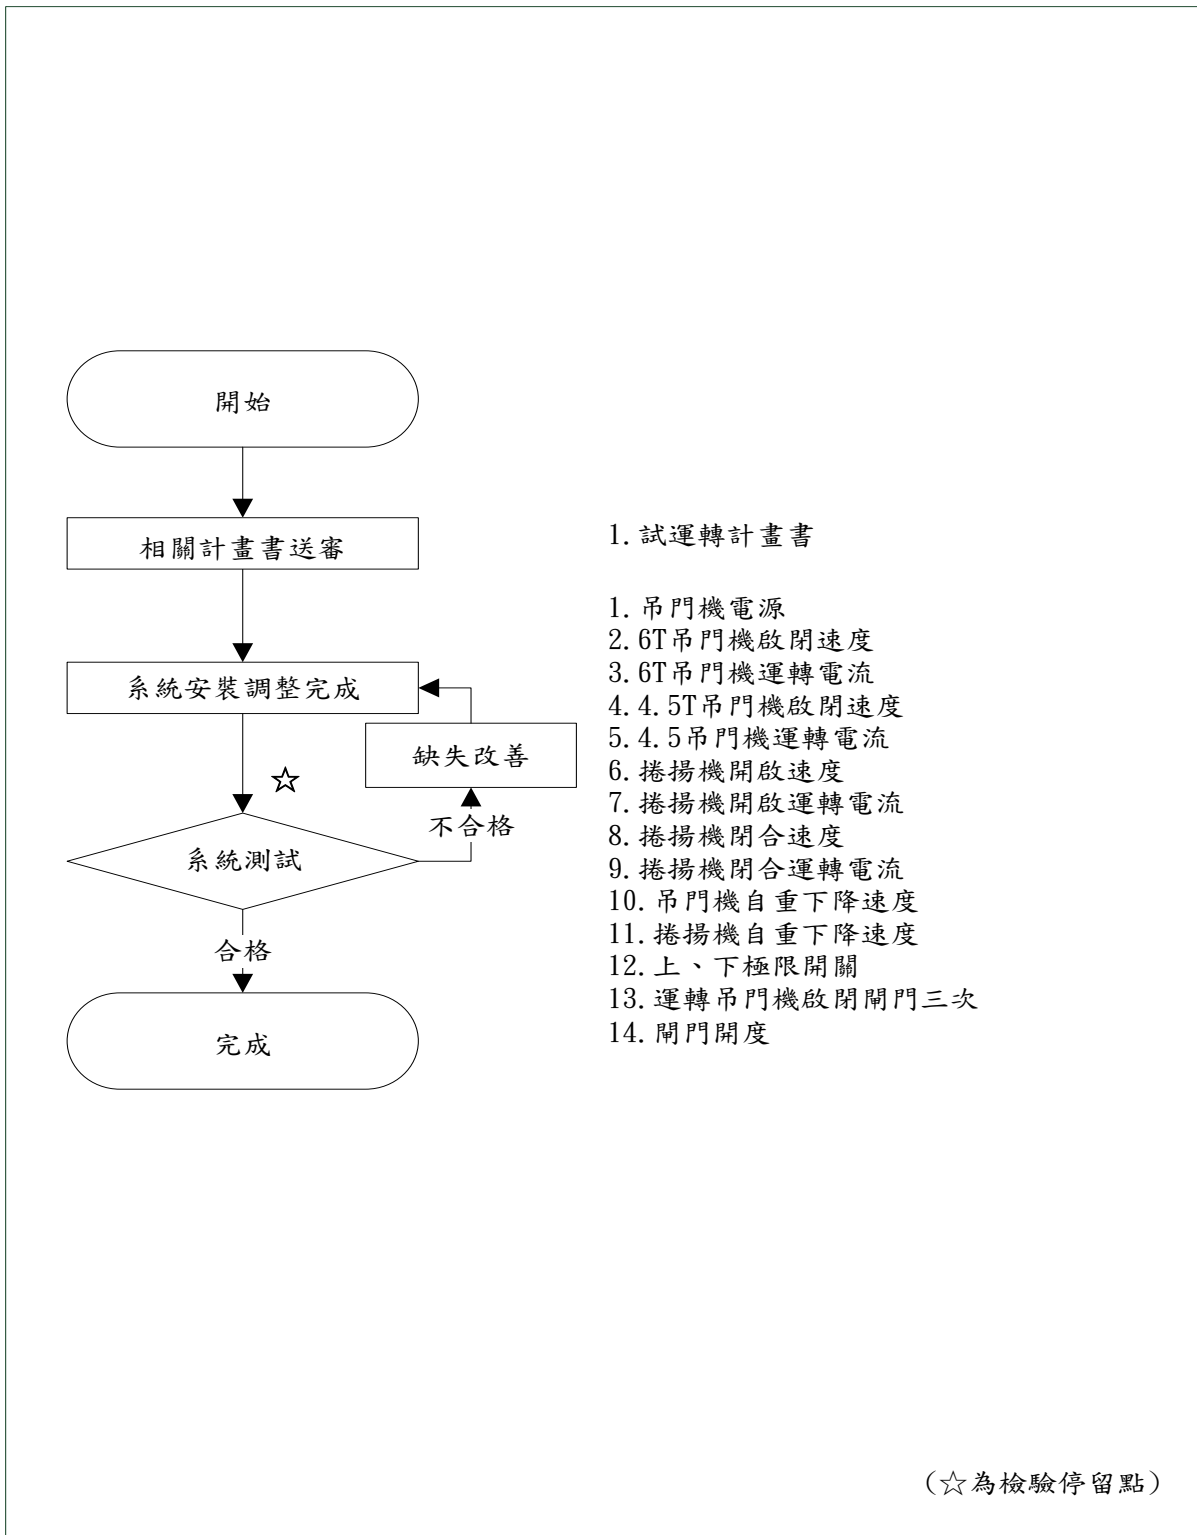 開始
相關計畫書送審
1.試運轉計畫書
系統安裝調整完成
缺失改善
☆
不合格
系統測試
合格
完成
1.吊門機電源
2.6T吊門機啟閉速度
3.6T吊門機運轉電流
4.4.5T吊門機啟閉速度
5.4.5吊門機運轉電流
6.捲揚機開啟速度
7.捲揚機開啟運轉電流
8.捲揚機閉合速度
9.捲揚機閉合運轉電流
10.吊門機自重下降速度
11.捲揚機自重下降速度
12.上、下極限開關
13.運轉吊門機啟閉閘門三次
14.閘門開度
(☆為檢驗停留點)